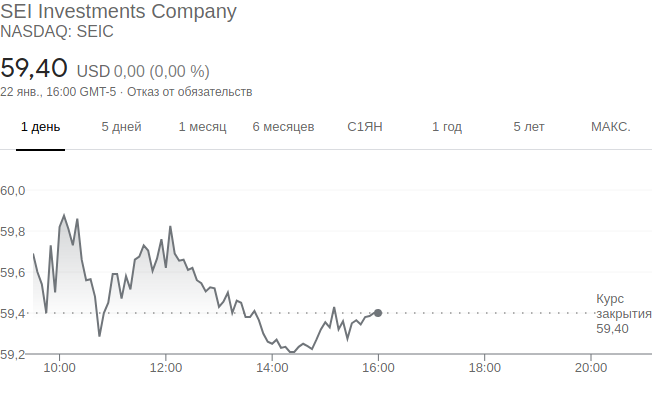 SEI Investments Company
NASDAQ: SEIC
59,40 USD 0,00 (0,00 %)
22 янв., 16:00 GMT-5 · Отказ от обязательств
1 день 5 дней 1 месяц 6 месяцев С1ЯН 1 год 5 лет МАКС.
60,0
59,8
59,6
59,4
59,2
Курс
закрытия
59,40
10:00 12:00 14:00 16:00 18:00 20:00